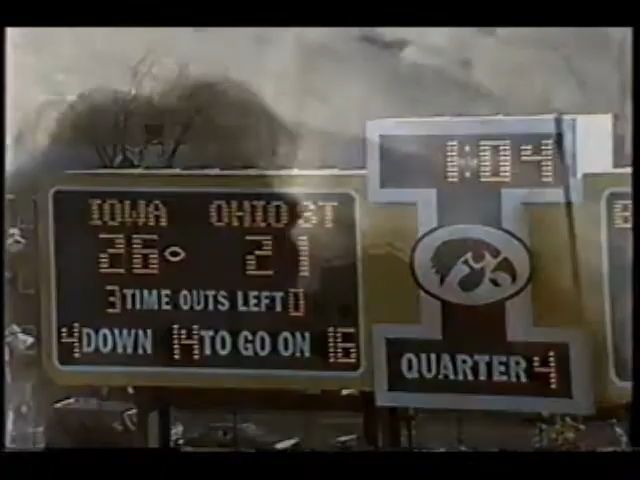 IOWA OHIO ST
26 21
3 TIME OUTS LEFT 0
4 DOWN 14 TO GO ON 16
0:04
QUARTER 4